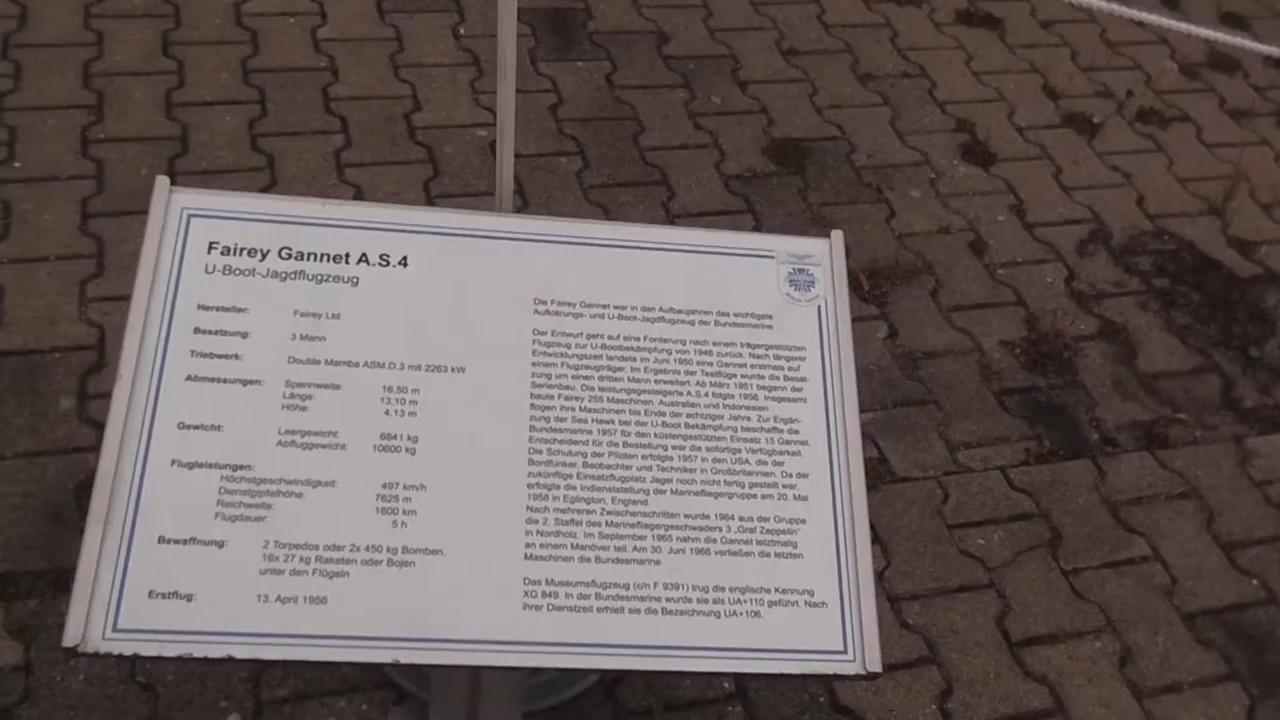 Fairey Gannet A.S.4
U-Boot-Jagdflugzeug
Hersteller: Fairey Ltd
Besatzung: 3 Mann
Triebwerk: Double Mamba ASM.D.3 mit 2263 kW
Abmessungen: Spannweite: 16,50 m
Länge: 13,10 m
Höhe: 4.13 m
Gewicht: Leergewicht: 6841 kg
Abfluggewicht: 10600 kg
Flugleistungen:
Höchstgeschwindigkeit: 497 km/h
Dienstgipfelhöhe: 7625 m
Reichweite: 1600 km
Flugdauer: 5 h
Bewaffnung: 2 Torpedos oder 2x 450 kg Bomben,
16x 27 kg Raketen oder Bojen
unter den Flügeln
Erstflug: 13. April 1956
Die Fairey Gannet war in den Aufbaujahren das wichtigste
Aufklärungs- und U-Boot-Jagdflugzeug der Bundesmarine
Der Entwurf geht auf eine Forderung nach einem trägergestützten
Flugzeug zur U-Bootbekämpfung von 1946 zurück. Nach längerer
Entwicklungszeit landete im Juni 1950 eine Gannet erstmals auf
einem Flugzeugträger. Im Ergebnis der Testflüge wurde die Besat-
zung um einen dritten Mann erweitert. Ab März 1951 begann der
Serienbau. Die leistungsgesteigerte A.S.4 folgte 1956. Insgesamt
baute Fairey 255 Maschinen. Australien und Indonesien
flogen ihre Maschinen bis Ende der achtziger Jahre. Zur Ergän-
zung der Sea Hawk bei der U-Boot Bekämpfung beschaffte die
Bundesmarine 1957 für den küstengestützten Einsatz 15 Gannet.
Entscheidend für die Bestellung war die sofortige Verfügbarkeit.
Die Schulung der Piloten erfolgte 1957 in den USA, die der
Bordfunker, Beobachter und Techniker in Großbritannien. Da der
zukünftige Einsatzflugplatz Jagel noch nicht fertig gestellt war,
erfolgte die Indienststellung der Marinefliegergruppe am 20. Mai
1958 in Eglington, England.
Nach mehreren Zwischenschritten wurde 1964 aus der Gruppe
die 2. Staffel des Marinefliegergeschwaders 3 „Graf Zeppelin"
in Nordholz. Im September 1965 nahm die Gannet letztmalig
an einem Manöver teil. Am 30. Juni 1966 verließen die letzten
Maschinen die Bundesmarine
Das Museumsflugzeug (c/n F 9391) trug die englische Kennung
XG 849. In der Bundesmarine wurde sie als UA+110 geführt. Nach
ihrer Dienstzeit erhielt sie die Bezeichnung UA+106.